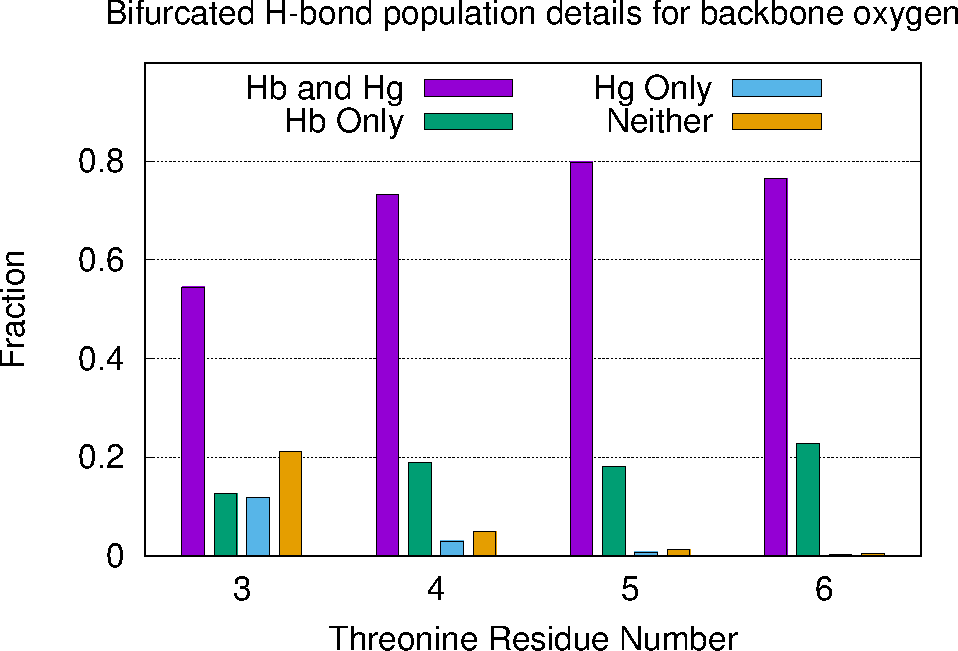 Bifurcated H-bond population details for backbone oxygen
Hb and Hg
Hg Only
Hb Only
Neither
0.8
0.6
0.4
0.2
0
Fraction
3 4 5 6
Threonine Residue Number